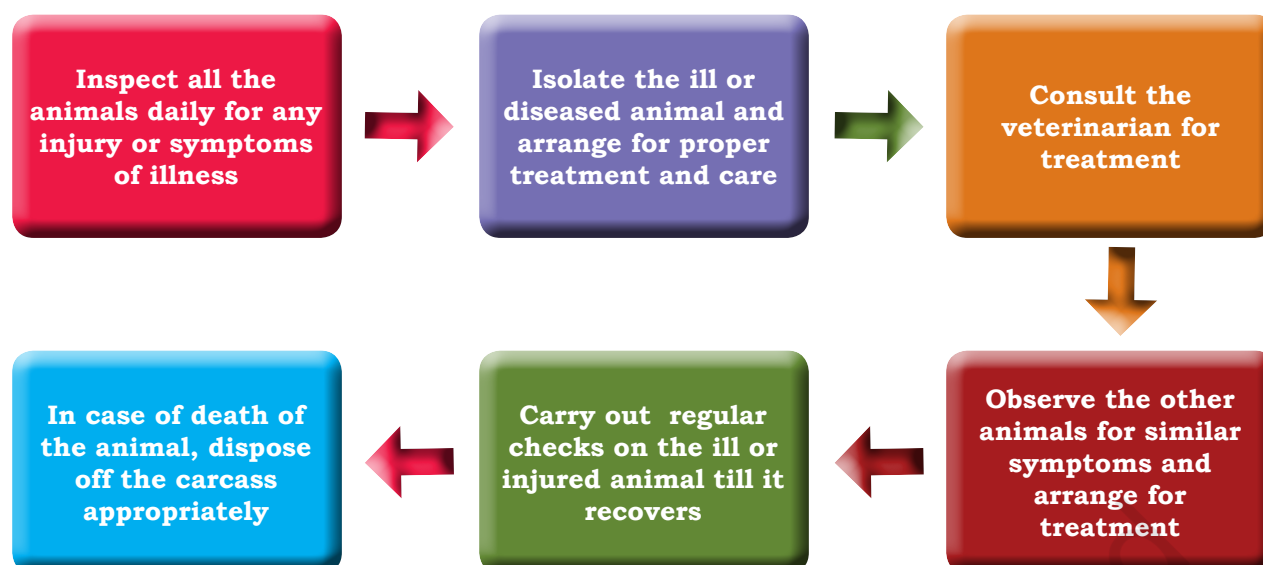 Inspect all the
animals daily for any
injury or symptoms
of illness
Isolate the ill or
diseased animal and
arrange for proper
treatment and care
Consult the
veterinarian for
treatment
Observe the other
animals for similar
symptoms and
arrange for
treatment
Carry out regular
checks on the ill or
injured animal till it
recovers
In case of death of
the animal, dispose
off the carcass
appropriately